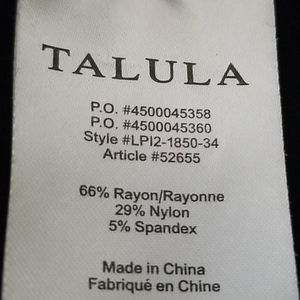 TALULA
P.O. #4500045358
P.O. #4500045360
Style #LPI2-1850-34
Article #52655
66% Rayon/Rayonne
29% Nylon
5% Spandex
Made in China
Fabriqué en Chine